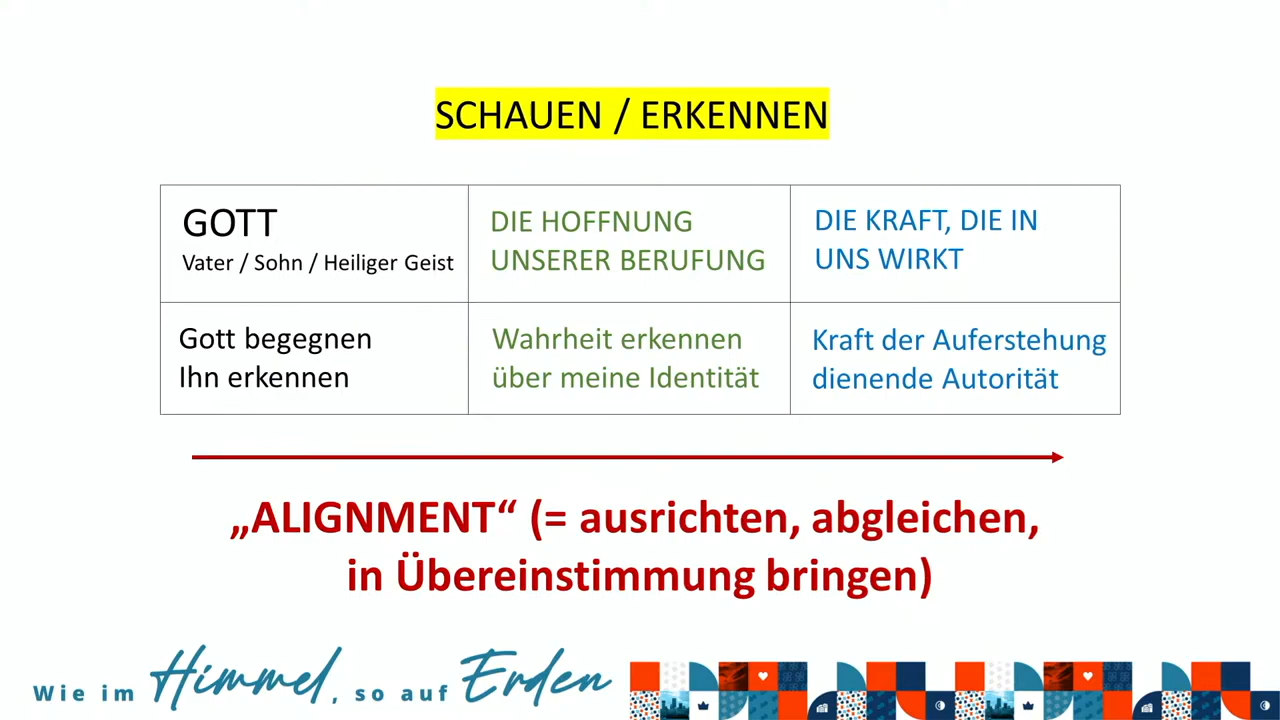 SCHAUEN / ERKENNEN
GOTT
Vater / Sohn / Heiliger Geist
DIE HOFFNUNG
UNSERER BERUFUNG
DIE KRAFT, DIE IN
UNS WIRKT
Gott begegnen
Ihn erkennen
Wahrheit erkennen
über meine Identität
Kraft der Auferstehung
dienende Autorität
„ALIGNMENT“ (= ausrichten, abgleichen,
in Übereinstimmung bringen)
Wie im Himmel, so auf Erden